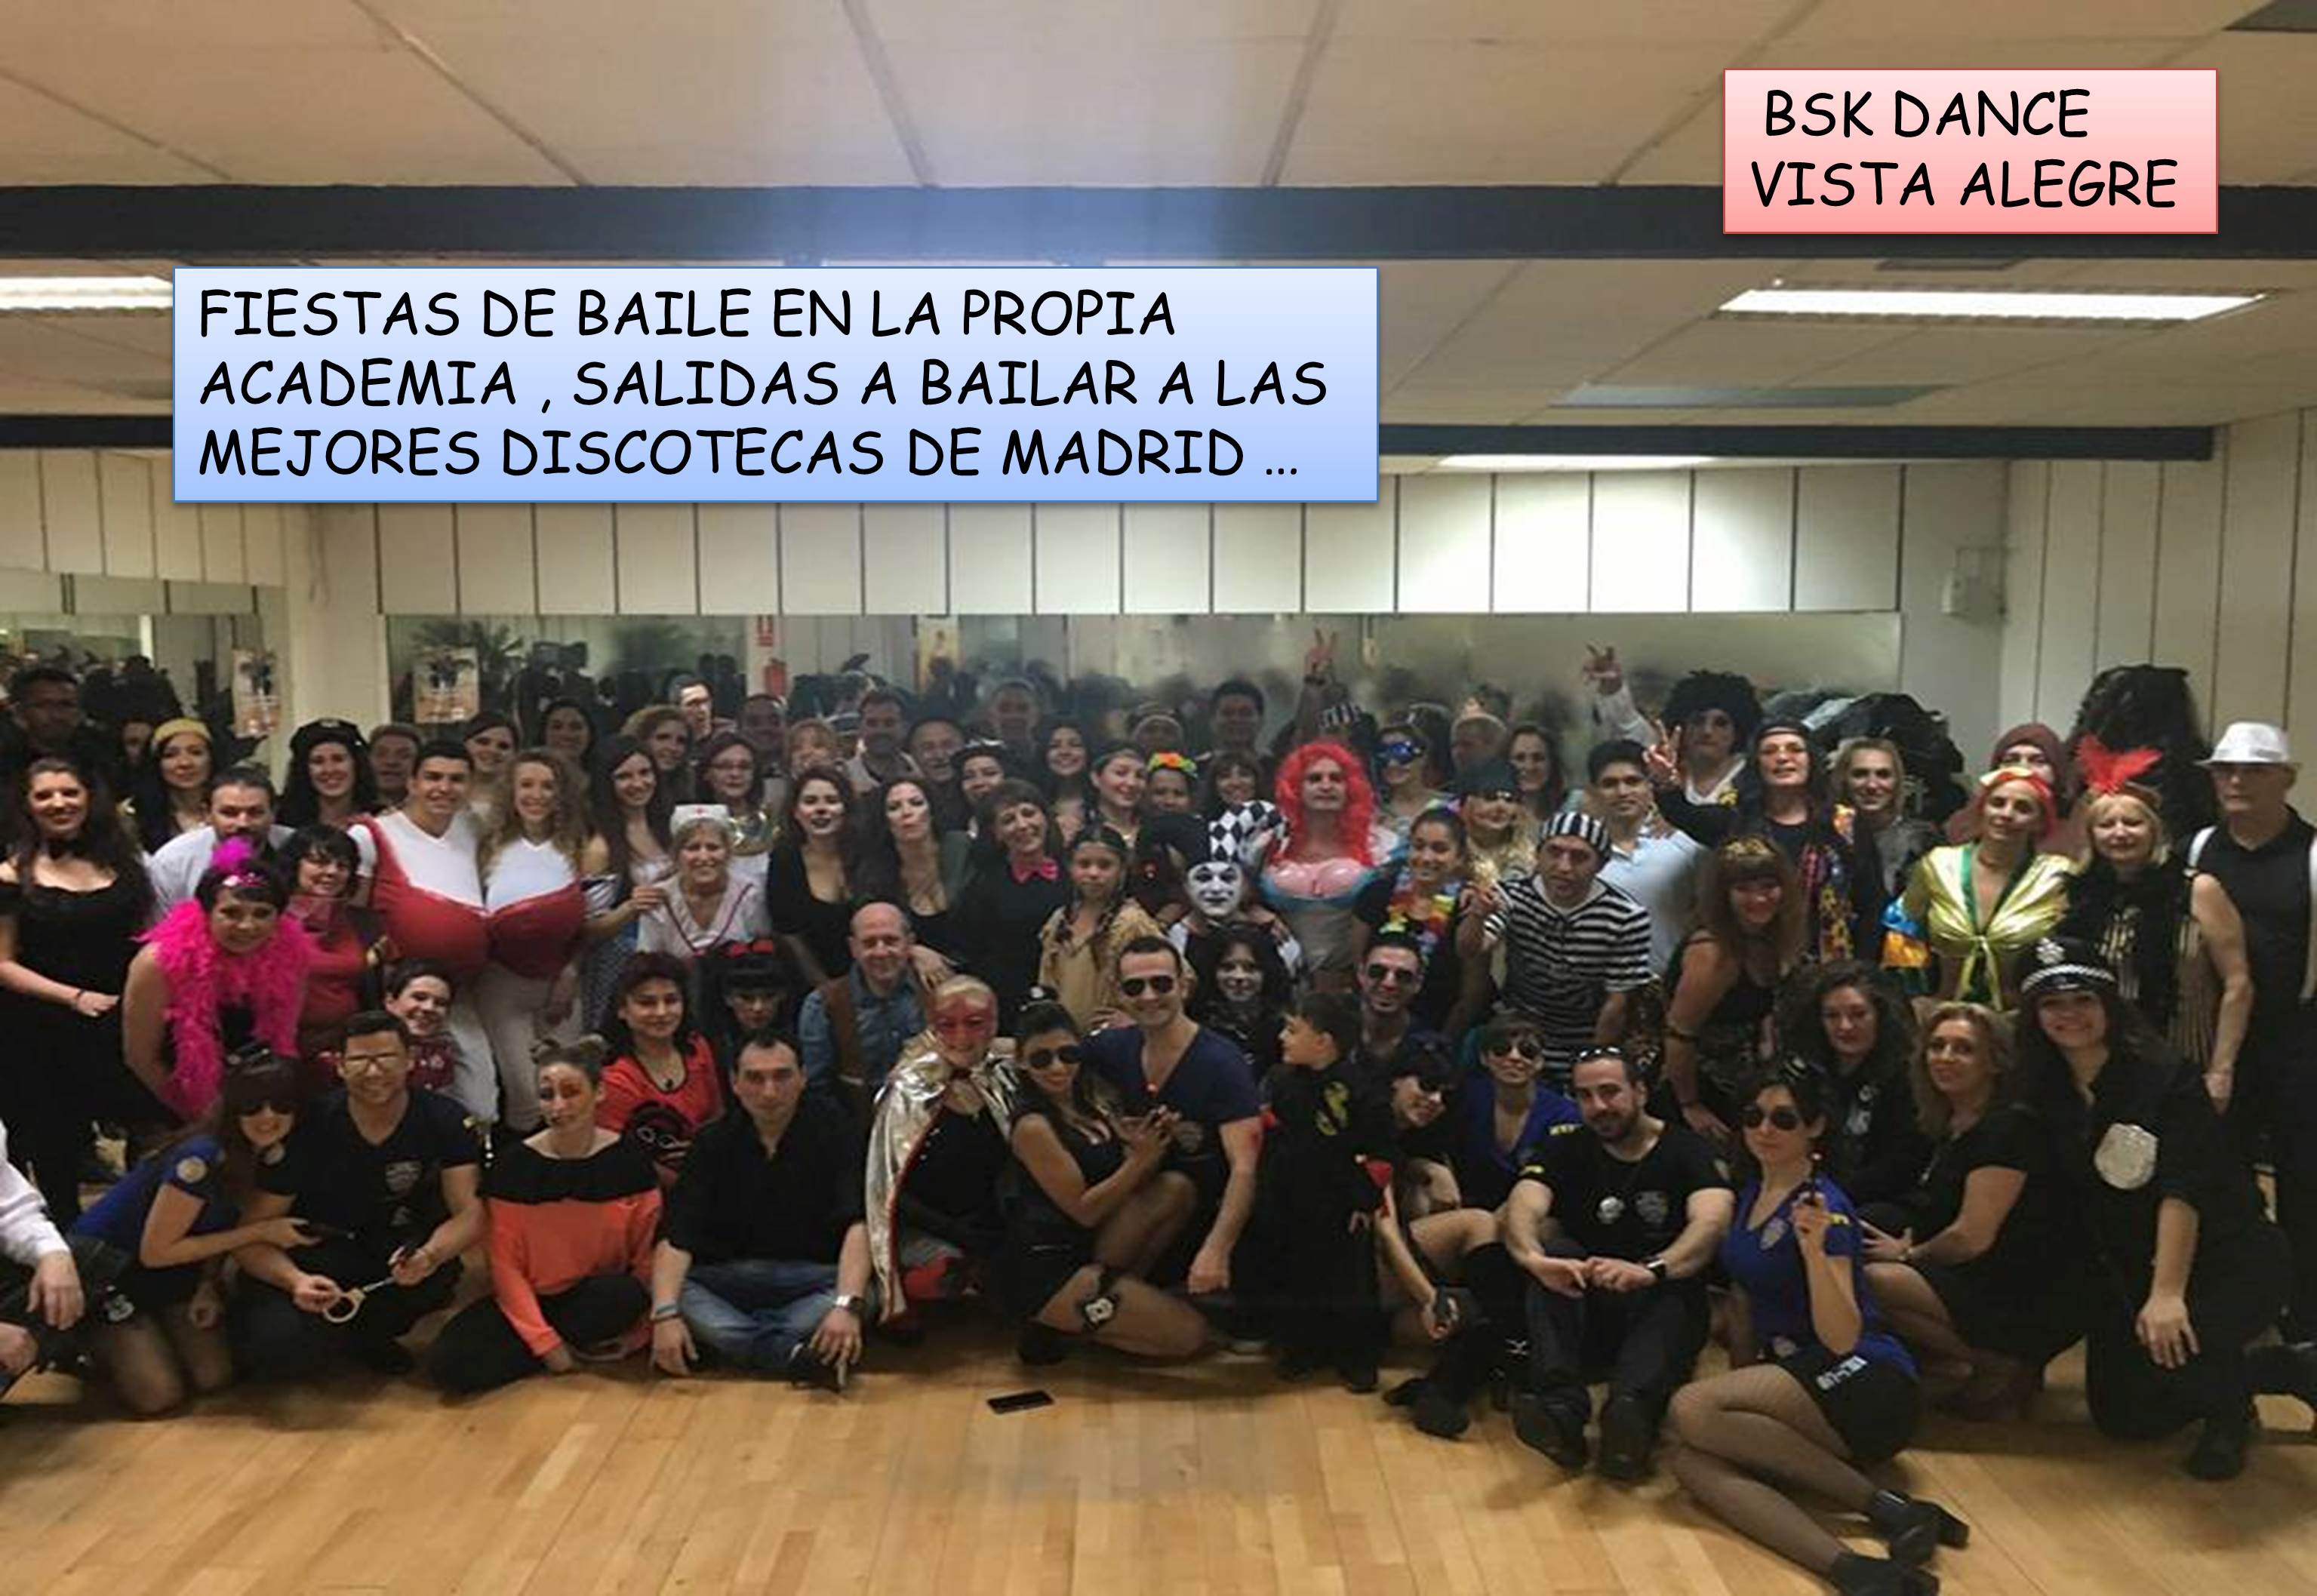 BSK DANCE
VISTA ALEGRE
FIESTAS DE BAILE EN LA PROPIA
ACADEMIA , SALIDAS A BAILAR A LAS
MEJORES DISCOTECAS DE MADRID ...